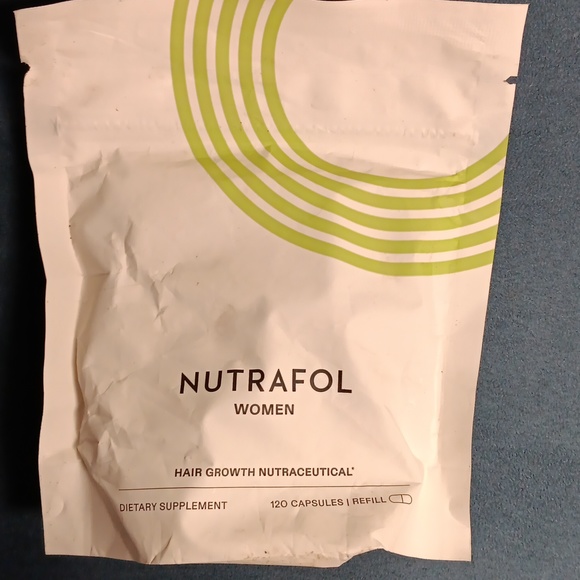 NUTRAFOL
WOMEN
HAIR GROWTH NUTRACEUTICAL*
DIETARY SUPPLEMENT 120 CAPSULES | REFILL